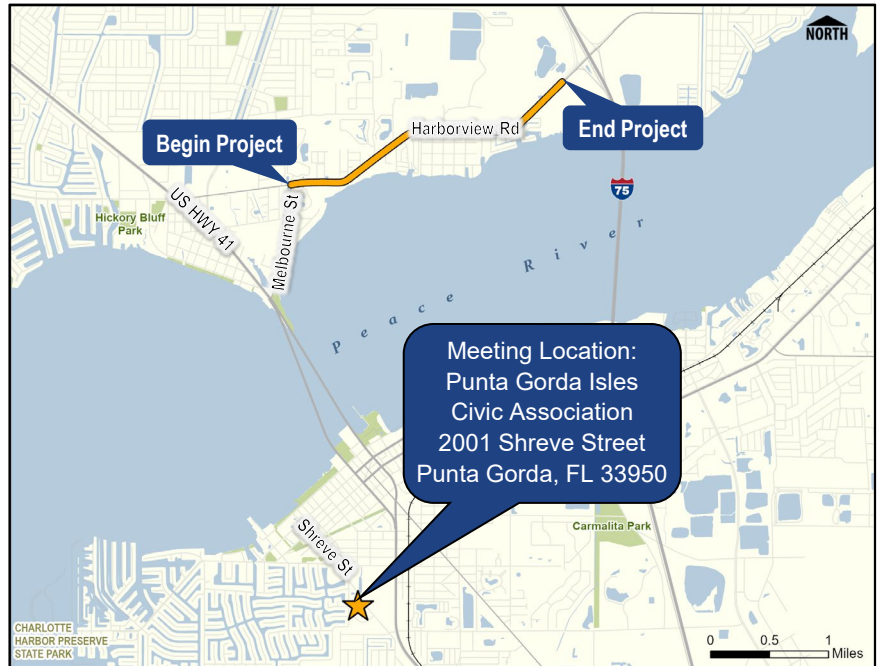 NORTH
Harborview Rd
End Project
Begin Project
75
Hickory Bluff
Park
US HWY 41
Melbourne St
Peace River
Meeting Location:
Punta Gorda Isles
Civic Association
2001 Shreve Street
Punta Gorda, FL 33950
Carmalita Park
Shreve St
CHARLOTTE
HARBOR PRESERVE
STATE PARK
0 0.5 1
Miles